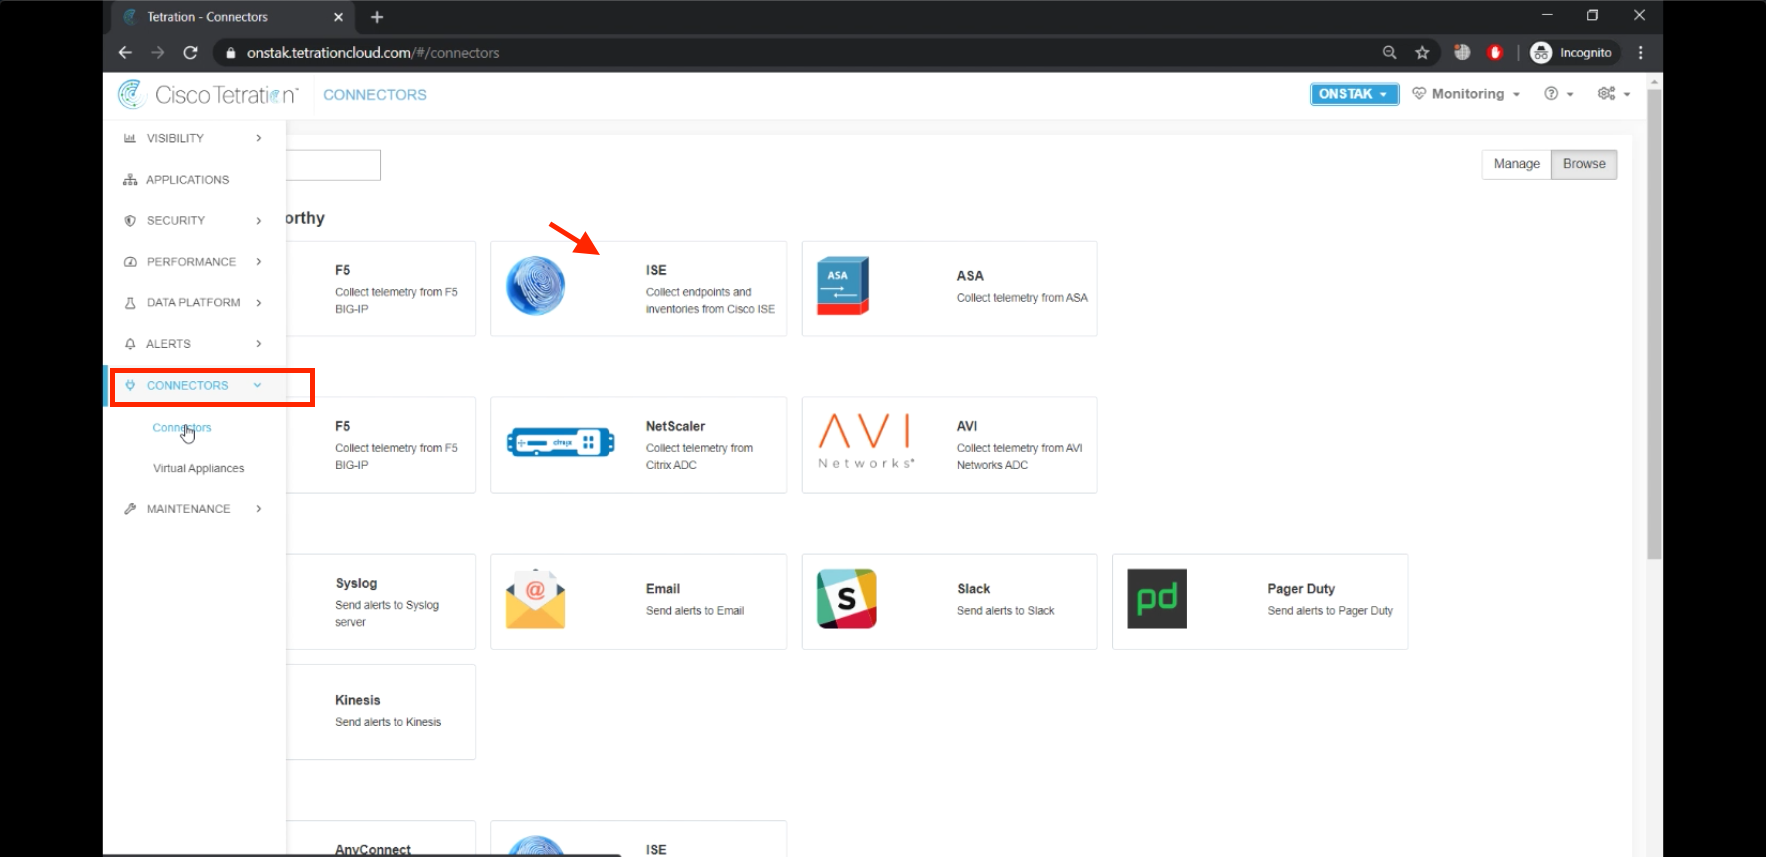 Tetration - Connectors
onstak.tetrationcloud.com/#/connectors
Incognito
Cisco Tetration™
CONNECTORS
ONSTAK
Monitoring
VISIBILITY
APPLICATIONS
SECURITY
PERFORMANCE
DATA PLATFORM
ALERTS
CONNECTORS
Connectors
Virtual Appliances
MAINTENANCE
Manage
Browse
orthy
F5
Collect telemetry from F5
BIG-IP
ISE
Collect endpoints and
inventories from Cisco ISE
ASA
ASA
Collect telemetry from ASA
F5
Collect telemetry from F5
BIG-IP
citrix
NetScaler
Collect telemetry from
Citrix ADC
AVI
Networks
AVI
Collect telemetry from AVI
Networks ADC
Syslog
Send alerts to Syslog
server
@
Email
Send alerts to Email
S
Slack
Send alerts to Slack
pd
Pager Duty
Send alerts to Pager Duty
Kinesis
Send alerts to Kinesis
AnyConnect
ISE